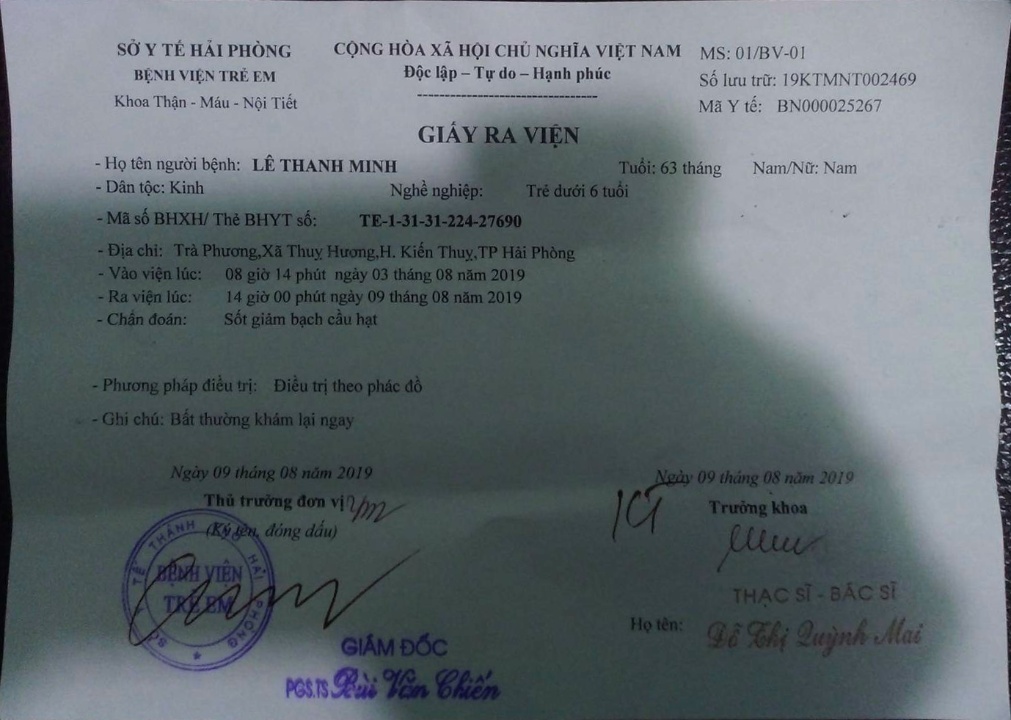 SỞ Y TẾ HẢI PHÒNG
BỆNH VIỆN TRẺ EM
Khoa Thận - Máu - Nội Tiết
CỘNG HÒA XÃ HỘI CHỦ NGHĨA VIỆT NAM
Độc lập – Tự do – Hạnh phúc
MS: 01/BV-01
Số lưu trữ: 19KTMNT002469
Mã Y tế: BN000025267
GIẤY RA VIỆN
- Họ tên người bệnh: LÊ THANH MINH Tuổi: 63 tháng Nam/Nữ: Nam
- Dân tộc: Kinh Nghề nghiệp: Trẻ dưới 6 tuổi
- Mã số BHXH/ Thẻ BHYT số: TE-1-31-31-224-27690
- Địa chỉ: Trà Phương,Xã Thuỵ Hương,H. Kiến Thuỵ,TP Hải Phòng
- Vào viện lúc: 08 giờ 14 phút ngày 03 tháng 08 năm 2019
- Ra viện lúc: 14 giờ 00 phút ngày 09 tháng 08 năm 2019
- Chẩn đoán: Sốt giảm bạch cầu hạt
- Phương pháp điều trị: Điều trị theo phác đồ
- Ghi chú: Bất thường khám lại ngay
Ngày 09 tháng 08 năm 2019
Thủ trưởng đơn vị
(Ký tên, đóng dấu)
SỞ Y TẾ THÀNH PHỐ HẢI PHÒNG
BỆNH VIỆN
TRẺ EM
GIÁM ĐỐC
PGS.TS Bùi Văn Chiến
Ngày 09 tháng 08 năm 2019
KT
Trưởng khoa
THẠC SĨ - BÁC SĨ
Họ tên: Đỗ Thị Quỳnh Mai